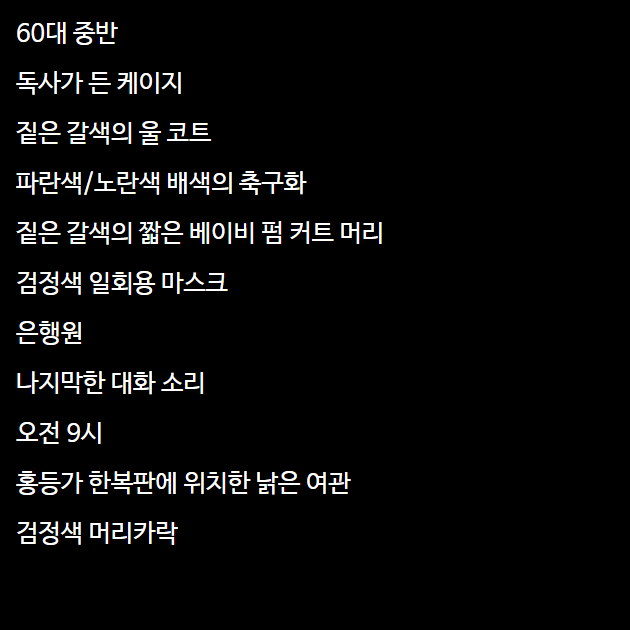 60대 중반
독사가 든 케이지
짙은 갈색의 울 코트
파란색/노란색 배색의 축구화
짙은 갈색의 짧은 베이비 펌 커트 머리
검정색 일회용 마스크
은행원
나지막한 대화 소리
오전 9시
홍등가 한복판에 위치한 낡은 여관
검정색 머리카락